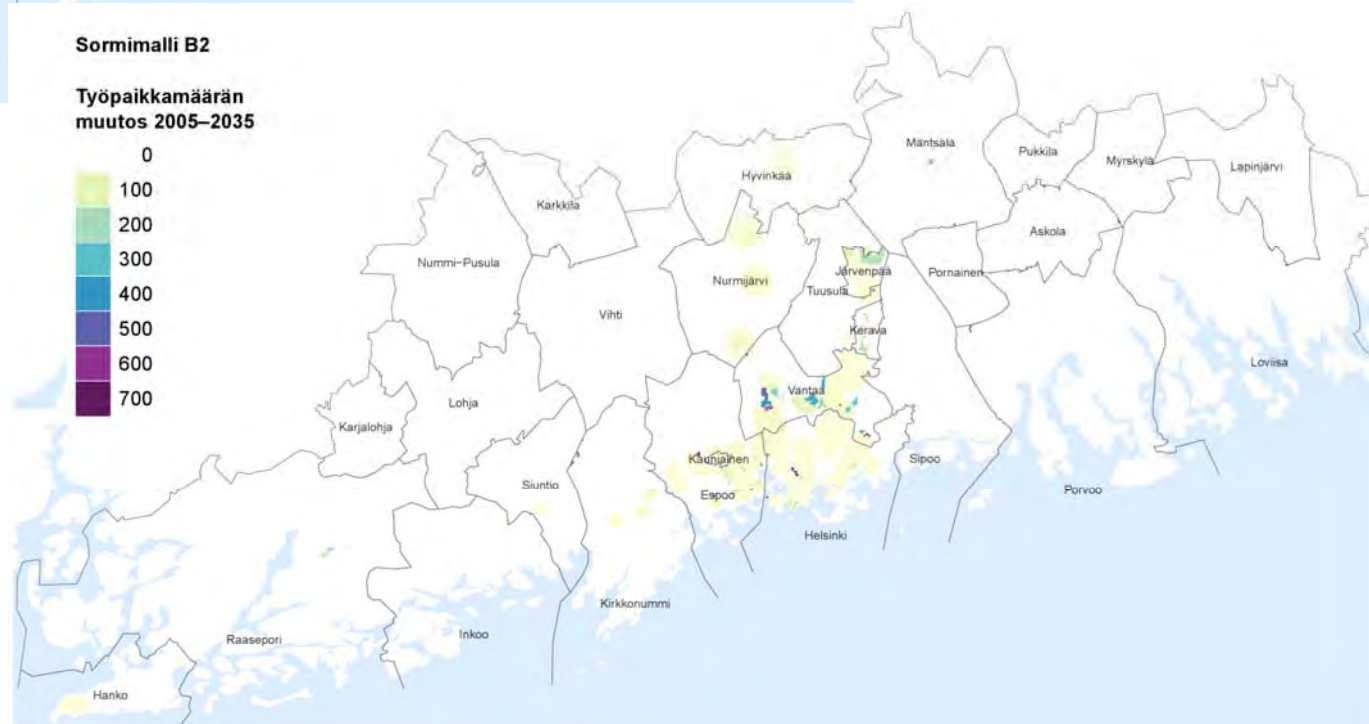 Sormimalli B2
Työpaikkamäärän
muutos 2005–2035
0
100
200
300
400
500
600
700
Mäntsälä
Pukkila
Myrskylä
Lapinjärvi
Hyvinkää
Karkkila
Askola
Nummi-Pusula
Nurmijärvi
Järvenpää
Pornainen
Tuusula
Vihti
Kerava
Loviisa
Vantaa
Lohja
Karjalohja
Kauniainen
Sipoo
Siuntio
Espoo
Porvoo
Helsinki
Kirkkonummi
Inkoo
Raasepori
Hanko